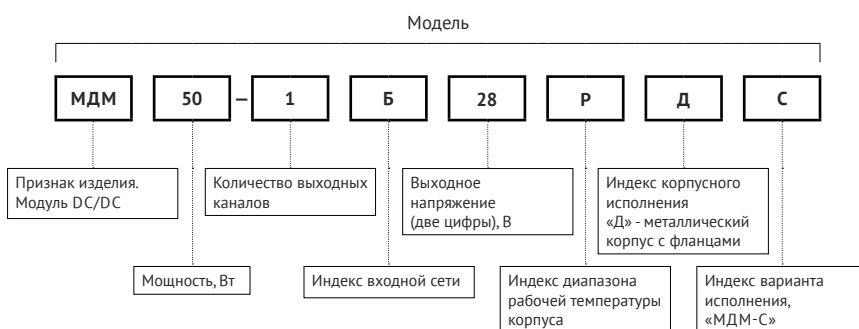 Модель
МДМ 50 – 1 Б 28 Р Д С
Признак изделия.
Модуль DC/DC
Количество выходных
каналов
Выходное
напряжение
(две цифры), В
Индекс корпусного
исполнения
«Д» - металлический
корпус с фланцами
Мощность, Вт
Индекс входной сети
Индекс диапазона
рабочей температуры
корпуса
Индекс варианта
исполнения,
«МДМ-С»